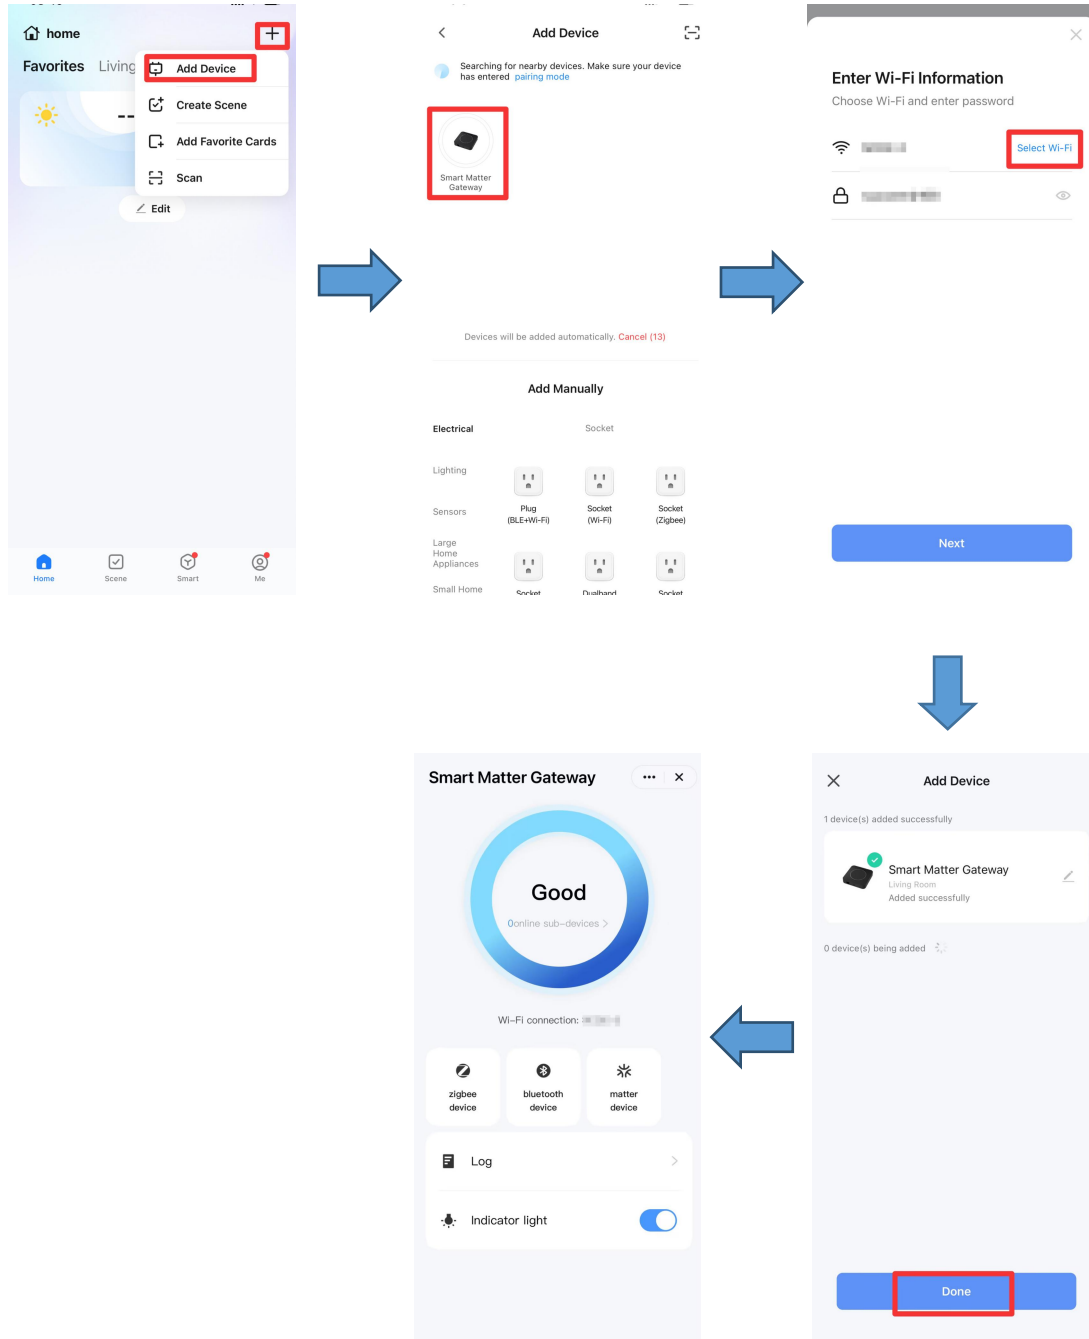 home
Favorites Living
Add Device
Create Scene
Add Favorite Cards
Scan
--
Edit
Home
Scene
Smart
Me
Add Device
Searching for nearby devices. Make sure your device
has entered pairing mode
Smart Matter
Gateway
Devices will be added automatically. Cancel (13)
Add Manually
Electrical
Socket
Lighting
Sensors
Large
Home
Appliances
Small Home
Plug
(BLE+Wi-Fi)
Socket
(Wi-Fi)
Socket
(Zigbee)
Socket
Dualband
Socket
Enter Wi-Fi Information
Choose Wi-Fi and enter password
Select Wi-Fi
Next
Add Device
1 device(s) added successfully
Smart Matter Gateway
Living Room
Added successfully
0 device(s) being added
Done
Smart Matter Gateway
Good
0online sub-devices >
Wi-Fi connection:
zigbee
device
bluetooth
device
matter
device
Log
Indicator light